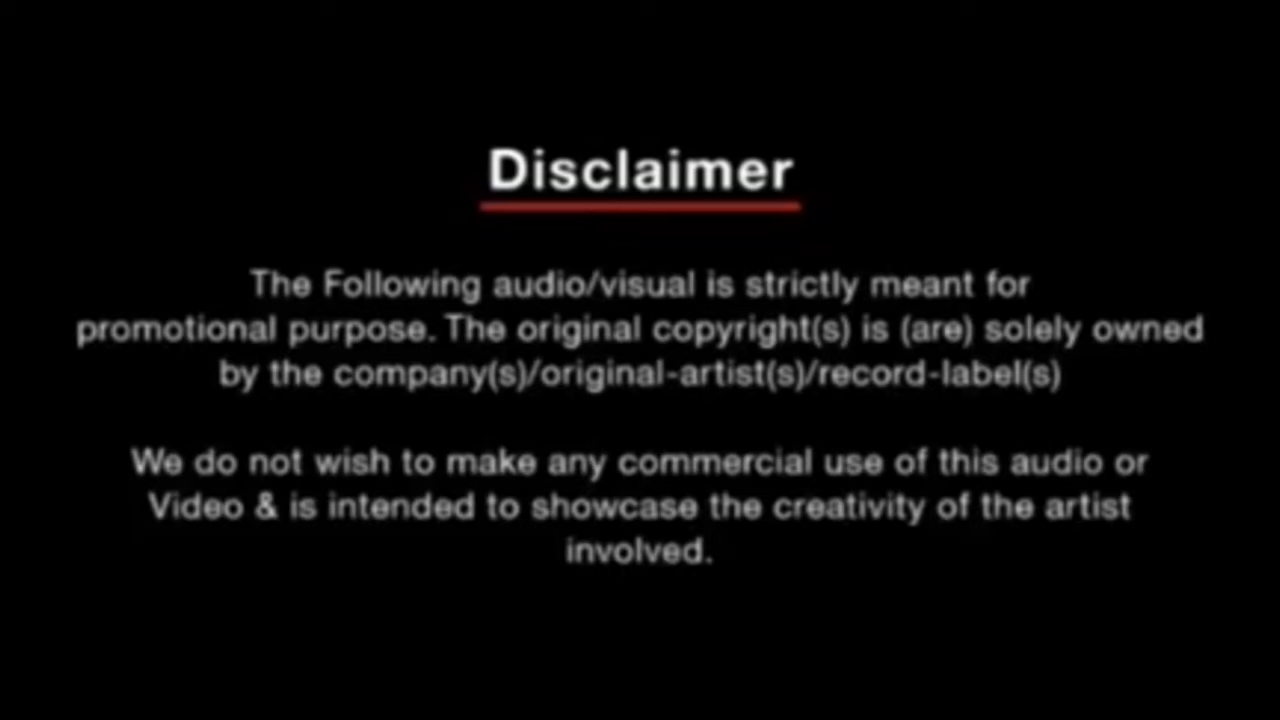 Disclaimer
The Following audio/visual is strictly meant for
promotional purpose. The original copyright(s) is (are) solely owned
by the company(s)/original-artist(s)/record-label(s)
We do not wish to make any commercial use of this audio or
Video & is intended to showcase the creativity of the artist
involved.